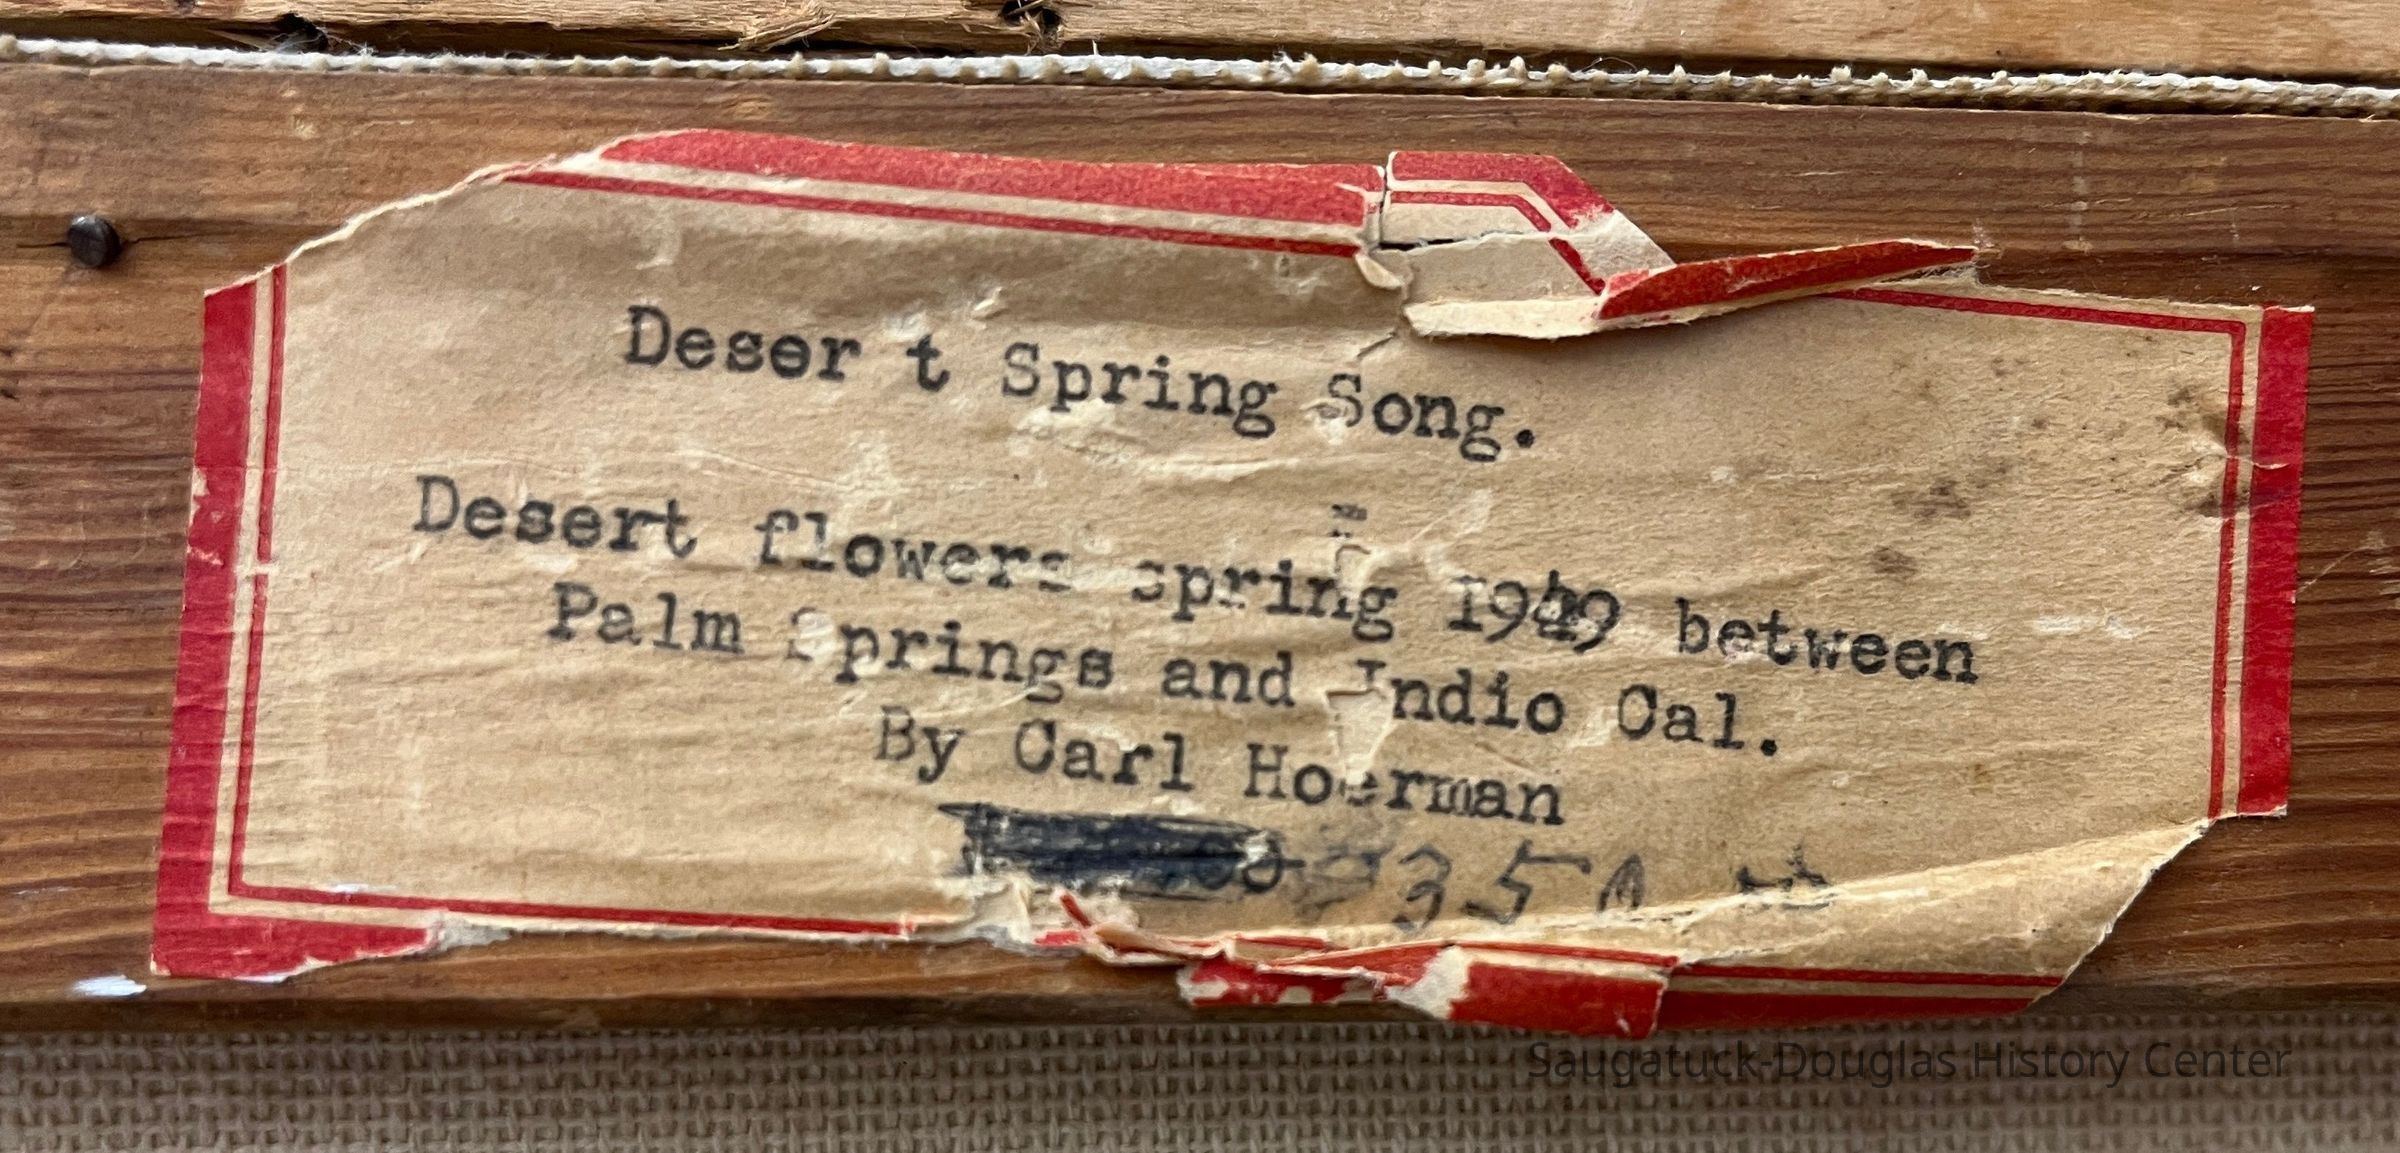 Deser t Spring Song.
Desert flowers spring 1949 between
Palm Springs and Indio Cal.
By Carl Hoerman
350
Saugatuck-Douglas History Center